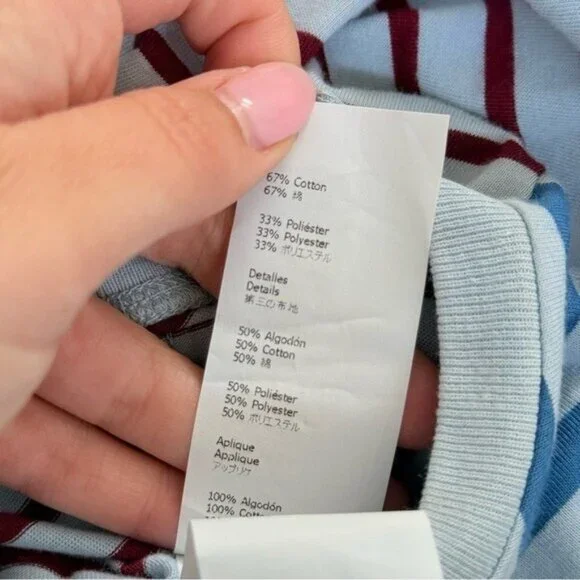 67% Cotton
67% 綿
33% Poliéster
33% Polyester
33% ポリエステル
Detalles
Details
第三の布地
50% Algodón
50% Cotton
50% 綿
50% Poliéster
50% Polyester
50% ポリエステル
Aplique
Applique
アップリケ
100% Algodón
100% Cotton